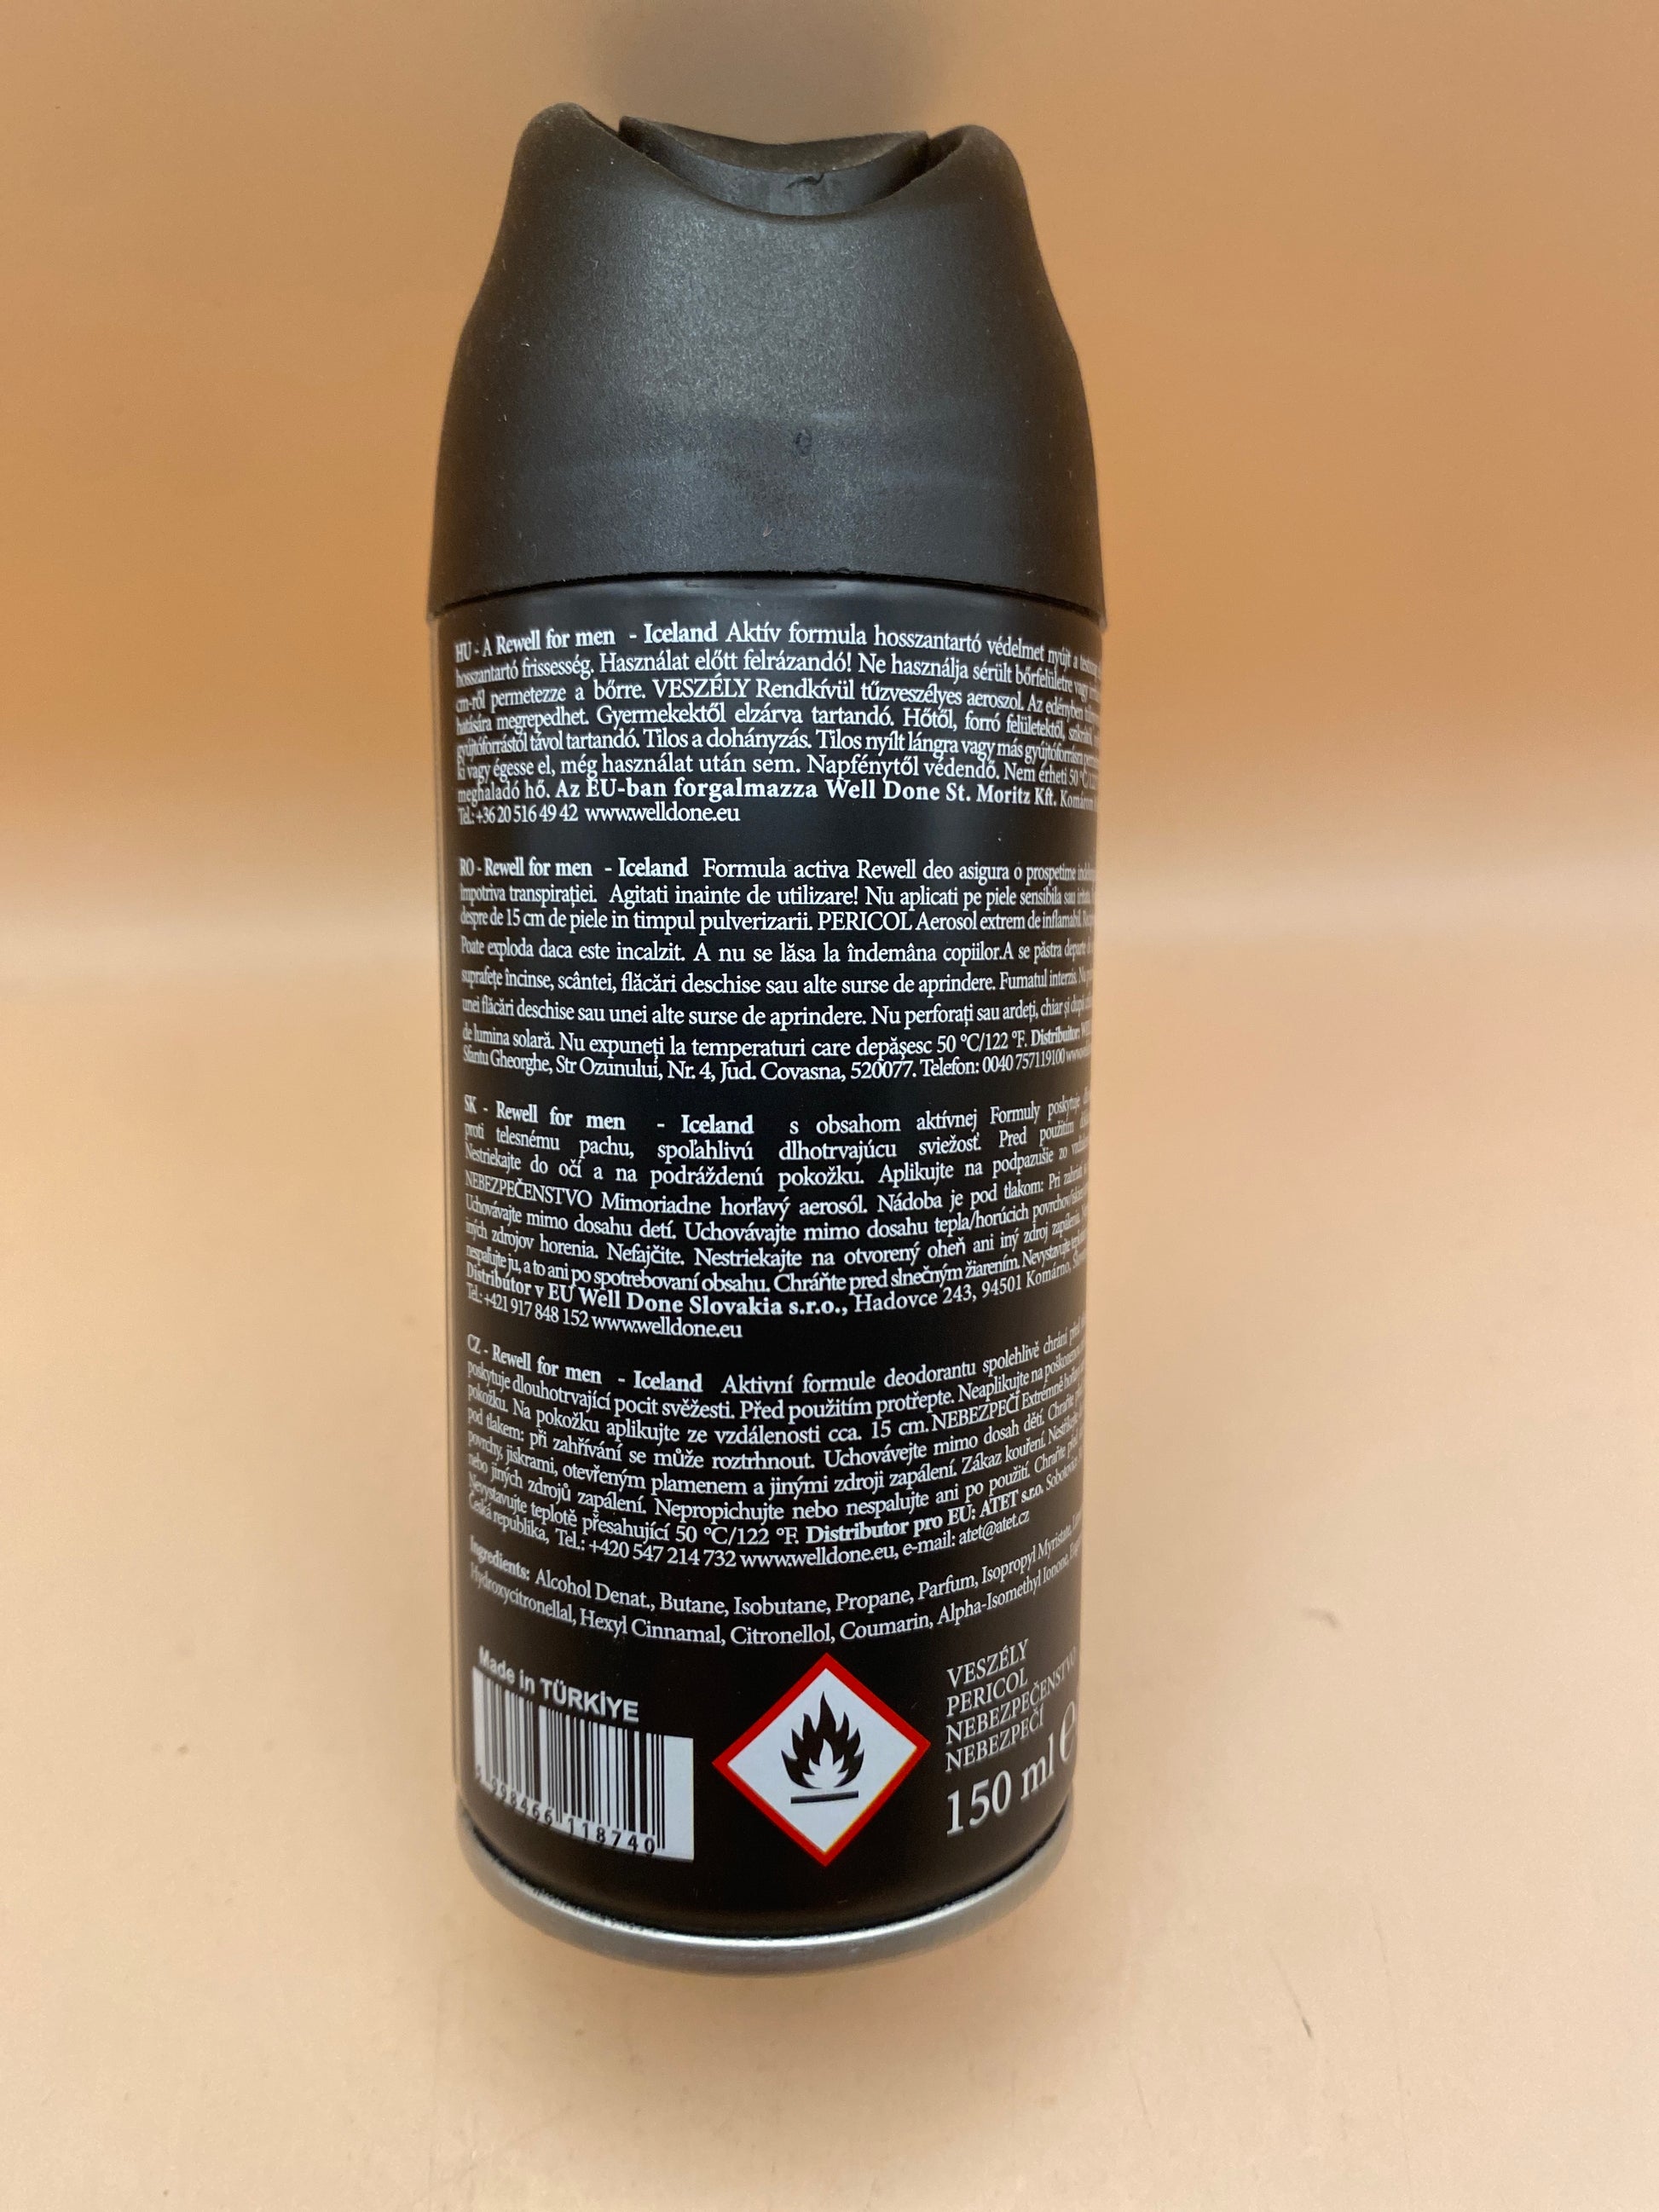 HU - A Rewell for men - Iceland Aktív formula hosszantartó védelmet nyújt a
hosszantartó frissesség. Használat előtt felrázandó! Ne használja sérült bőrfelületre vagy
cm-ről permetezze a bőrre. VESZÉLY Rendkívül tűzveszélyes aeroszol. Az edényben
hatására megrepedhet. Gyermekektől elzárva tartandó. Hőtől, forró felületektől,
gyújtóforrástól távol tartandó. Tilos a dohányzás. Tilos nyílt lángra vagy más gyújtóforrásra
ki vagy égesse el, még használat után sem. Napfénytől védendő. Nem érheti 50 °C
meghaladó hő. Az EU-ban forgalmazza Well Done St. Moritz Kft. Komárom
Tel.: +36 20 516 49 42 www.welldone.eu
RO - Rewell for men - Iceland Formula activa Rewell deo asigura o prospetime
împotriva transpirației. Agitati inainte de utilizare! Nu aplicati pe piele sensibila sau
despre de 15 cm de piele in timpul pulverizarii. PERICOL Aerosol extrem de inflamabil.
Poate exploda daca este incalzit. A nu se lăsa la îndemâna copiilor.A se păstra departe
suprafețe încinse, scântei, flăcări deschise sau alte surse de aprindere. Fumatul interzis.
unei flăcări deschise sau unei alte surse de aprindere. Nu perforați sau ardeți, chiar și după
de lumina solară. Nu expuneți la temperaturi care depășesc 50 °C/122 °F. Distribuitor:
Sfantu Gheorghe, Str Ozunului, Nr. 4, Jud. Covasna, 520077. Telefon: 0040 757119100
SK - Rewell for men - Iceland s obsahom aktívnej Formuly poskytuje
proti telesnému pachu, spoľahlivú dlhotrvajúcu sviežosť. Pred použitím
Nestriekajte do očí a na podráždenú pokožku. Aplikujte na podpazušie zo
NEBEZPEČENSTVO Mimoriadne horľavý aerosól. Nádoba je pod tlakom: Pri
Uchovávajte mimo dosahu detí. Uchovávajte mimo dosahu tepla/horúcich
iných zdrojov horenia. Nefajčite. Nestriekajte na otvorený oheň ani iný zdroj zapálenia.
nespaľujte ju, a to ani po spotrebovaní obsahu. Chráňte pred slnečným žiarením. Nevystavujte
Distribútor v EU Well Done Slovakia s.r.o., Hadovce 243, 94501 Komárno,
Tel.: +421 917 848 152 www.welldone.eu
CZ - Rewell for men - Iceland Aktivní formule deodorantu spolehlivě chrání před
poskytuje dlouhotrvající pocit svěžesti. Před použitím protřepte. Neaplikujte na
pokožku. Na pokožku aplikujte ze vzdálenosti cca. 15 cm. NEBEZPEČÍ Extrémně
pod tlakem: při zahřívání se může roztrhnout. Uchovávejte mimo dosah dětí. Chraňte
povrchy, jiskrami, otevřeným plamenem a jinými zdroji zapálení. Zákaz kouření.
nebo jiných zdrojů zapálení. Nepropichujte nebo nespalujte ani po použití. Chraňte
Nevystavujte teplotě přesahující 50 °C/122 °F. Distributor pro EU: ATET s.r.o.
Česká republika, Tel.: +420 547 214 732 www.welldone.eu, e-mail: atet@atet.cz
Ingredients: Alcohol Denat., Butane, Isobutane, Propane, Parfum, Isopropyl Myristate,
Hydroxycitronellal, Hexyl Cinnamal, Citronellol, Coumarin, Alpha-Isomethyl Ionone,
Made in TÜRKİYE
998466 118740
VESZÉLY
PERICOL
NEBEZPEČENSTVO
NEBEZPEČÍ
150 ml e